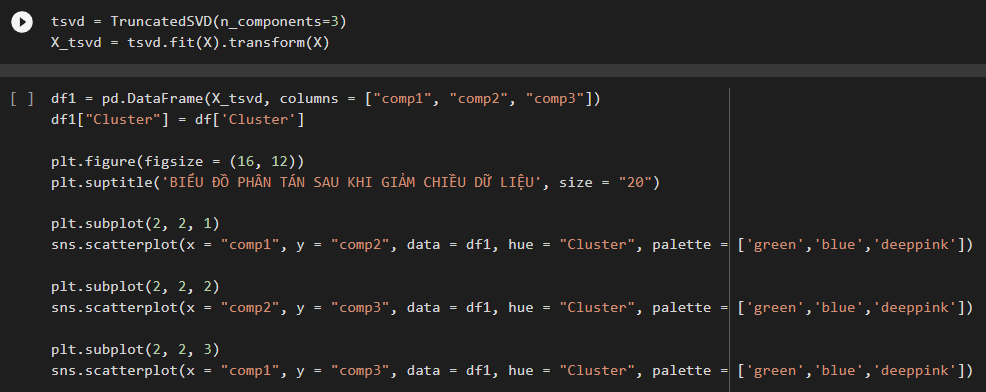 tsvd = TruncatedSVD(n_components=3)
X_tsvd = tsvd.fit(X).transform(X)
[ ] df1 = pd.DataFrame(X_tsvd, columns = ["comp1", "comp2", "comp3"])
df1["Cluster"] = df['Cluster']
plt.figure(figsize = (16, 12))
plt.suptitle('BIỂU ĐỒ PHÂN TÁN SAU KHI GIẢM CHIỀU DỮ LIỆU', size = "20")
plt.subplot(2, 2, 1)
sns.scatterplot(x = "comp1", y = "comp2", data = df1, hue = "Cluster", palette = ['green','blue','deeppink'])
plt.subplot(2, 2, 2)
sns.scatterplot(x = "comp2", y = "comp3", data = df1, hue = "Cluster", palette = ['green','blue','deeppink'])
plt.subplot(2, 2, 3)
sns.scatterplot(x = "comp1", y = "comp3", data = df1, hue = "Cluster", palette = ['green','blue','deeppink'])